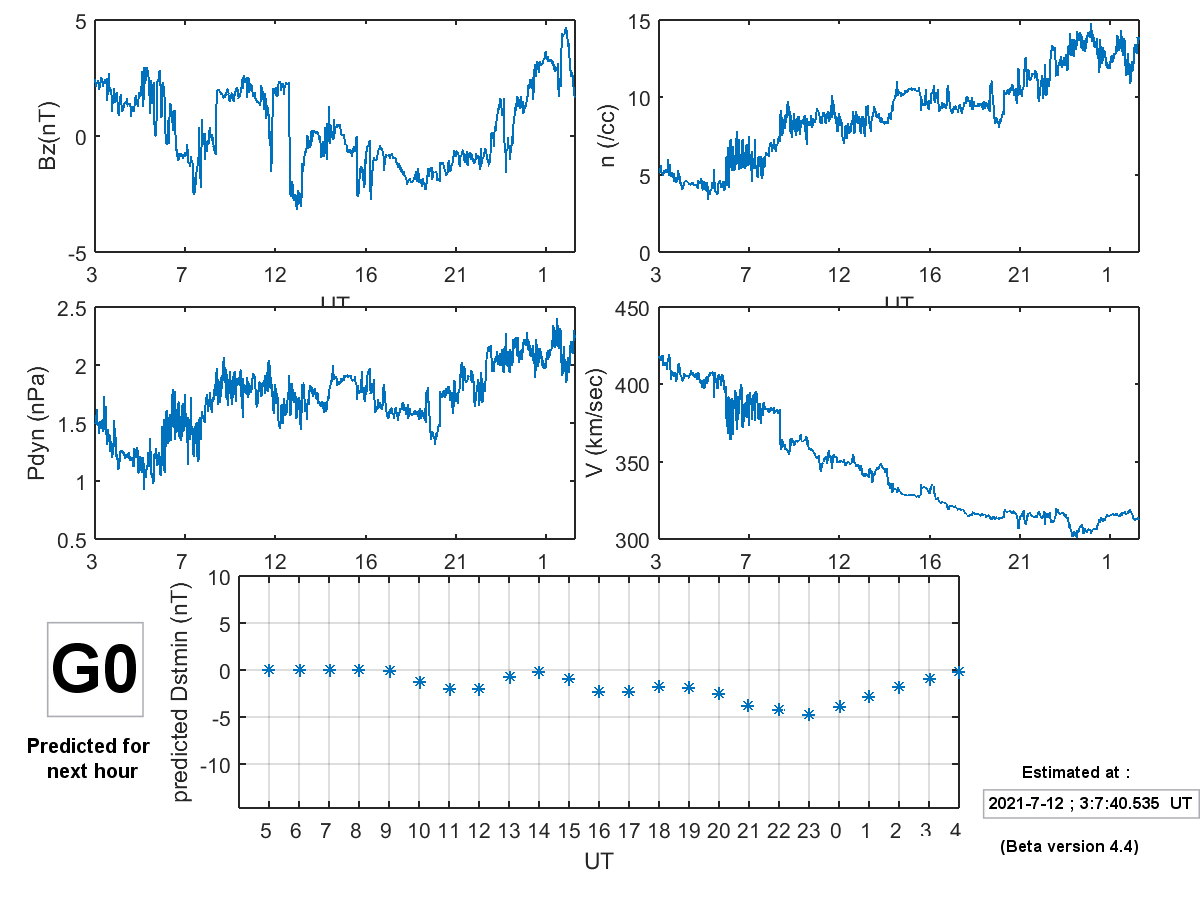 5
0
-5
Bz(nT)
3 7 12 16 21 1
UT
15
10
5
0
n (/cc)
3 7 12 16 21 1
UT
2.5
2
1.5
1
0.5
Pdyn (nPa)
3 7 12 16 21 1
450
400
350
300
V (km/sec)
3 7 12 16 21 1
10
5
0
-5
-10
predicted Dstmin (nT)
5 6 7 8 9 10 11 12 13 14 15 16 17 18 19 20 21 22 23 0 1 2 3 4
UT
G0
Predicted for
next hour
Estimated at :
2021-7-12 ; 3:7:40.535 UT
(Beta version 4.4)